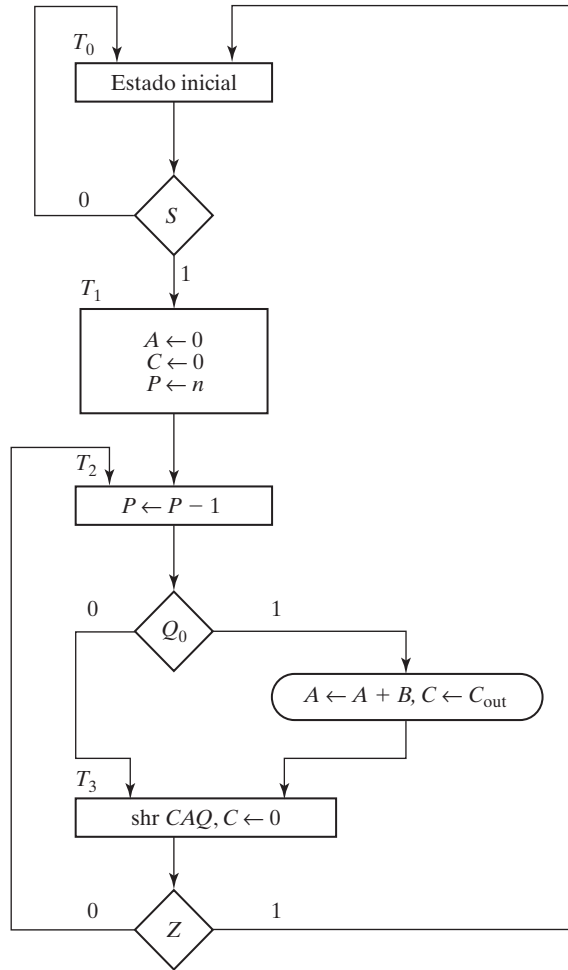 T₀
Estado inicial
0
S
1
T₁
A ← 0
C ← 0
P ← n
T₂
P ← P − 1
0
1
Q₀
A ← A + B, C ← C_out
T₃
shr CAQ, C ← 0
0
1
Z